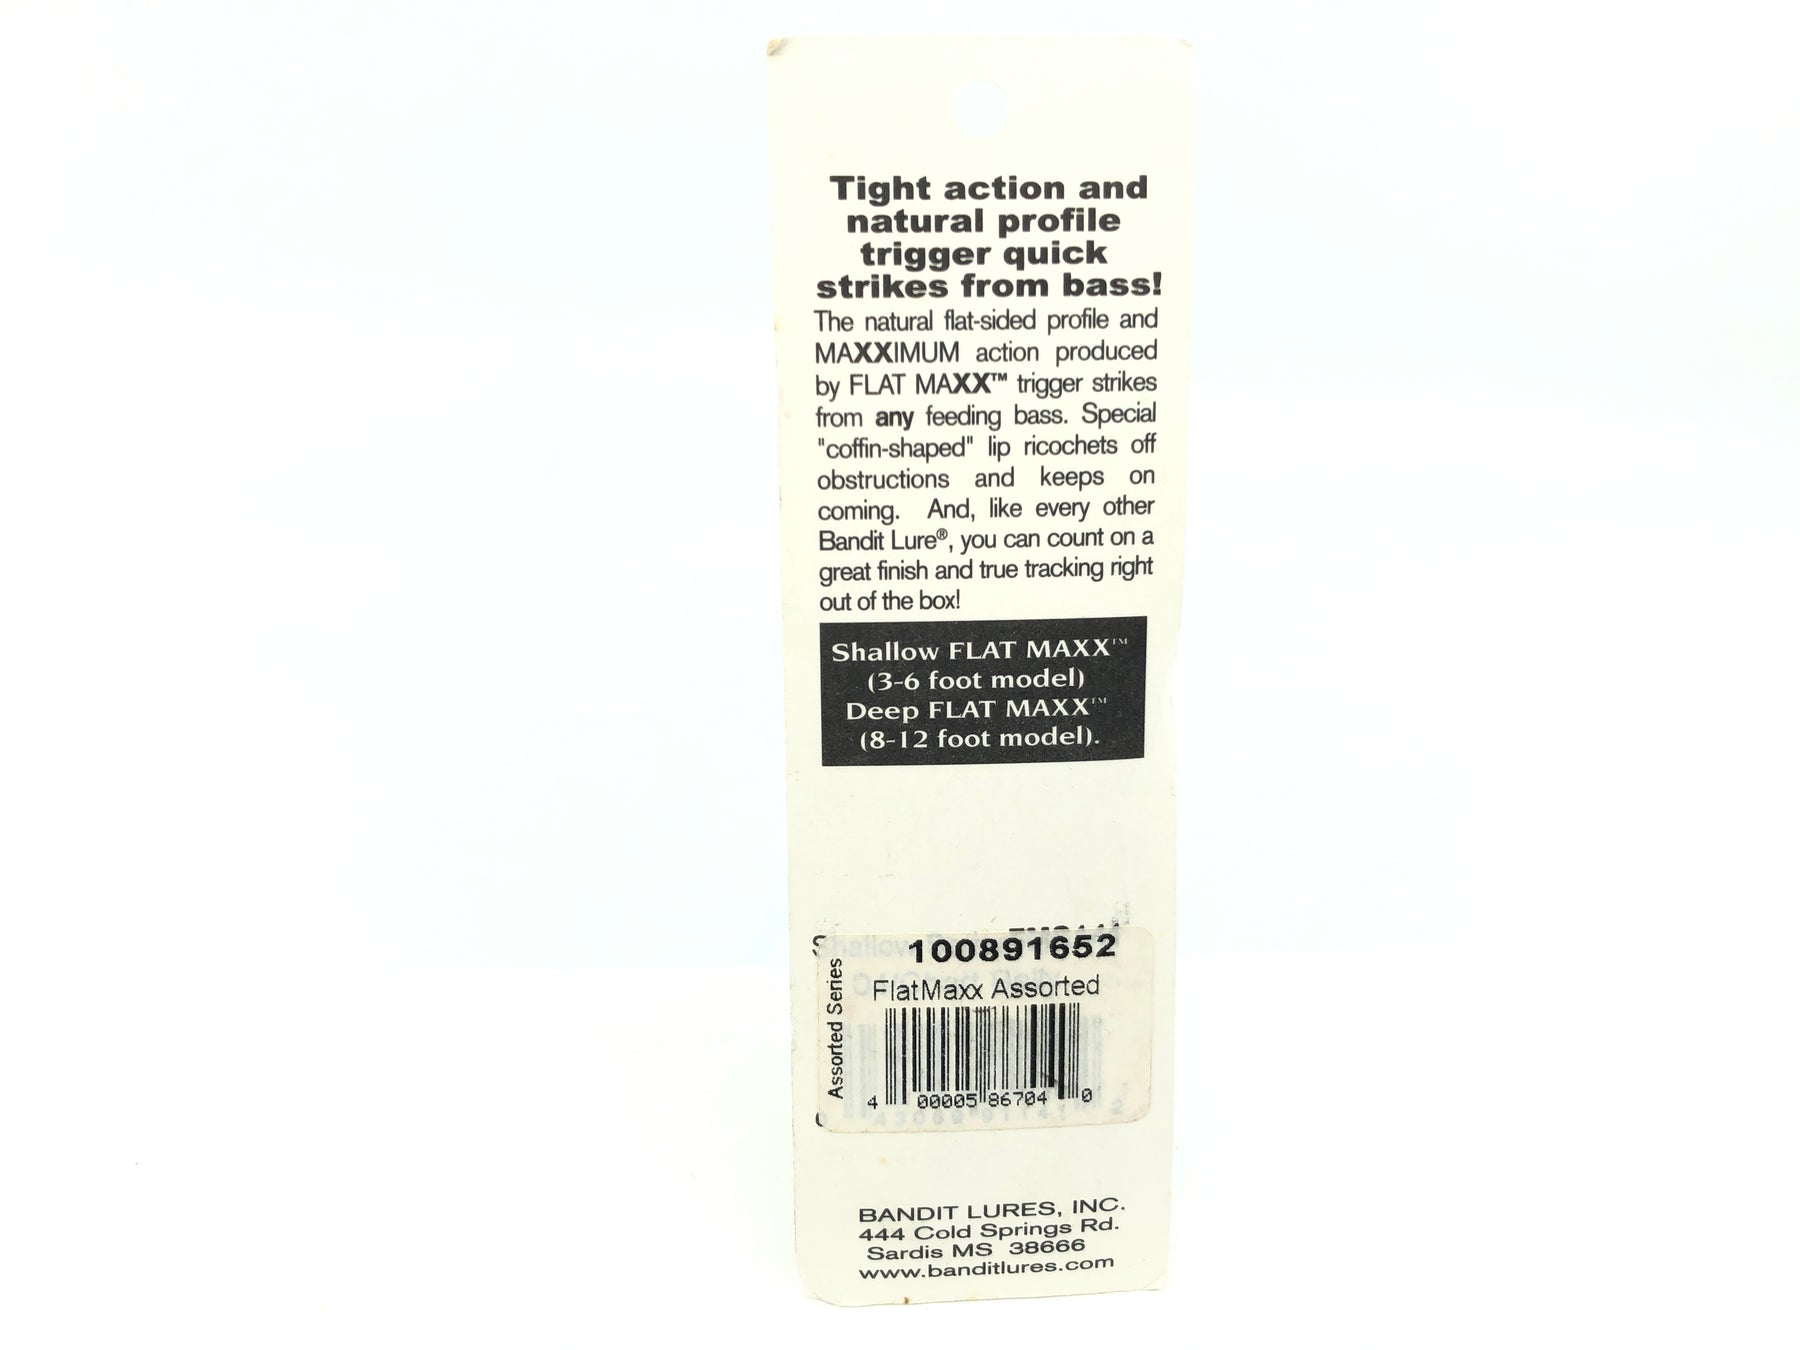 Tight action and
natural profile
trigger quick
strikes from bass!
The natural flat-sided profile and
MAXXIMUM action produced
by FLAT MAXX™ trigger strikes
from any feeding bass. Special
"coffin-shaped" lip ricochets off
obstructions and keeps on
coming. And, like every other
Bandit Lure®, you can count on a
great finish and true tracking right
out of the box!
Shallow FLAT MAXX™
(3-6 foot model)
Deep FLAT MAXX™
(8-12 foot model).
100891652
FlatMaxx Assorted
Assorted Series
4 00005 86704 0
BANDIT LURES, INC.
444 Cold Springs Rd.
Sardis MS 38666
www.banditlures.com